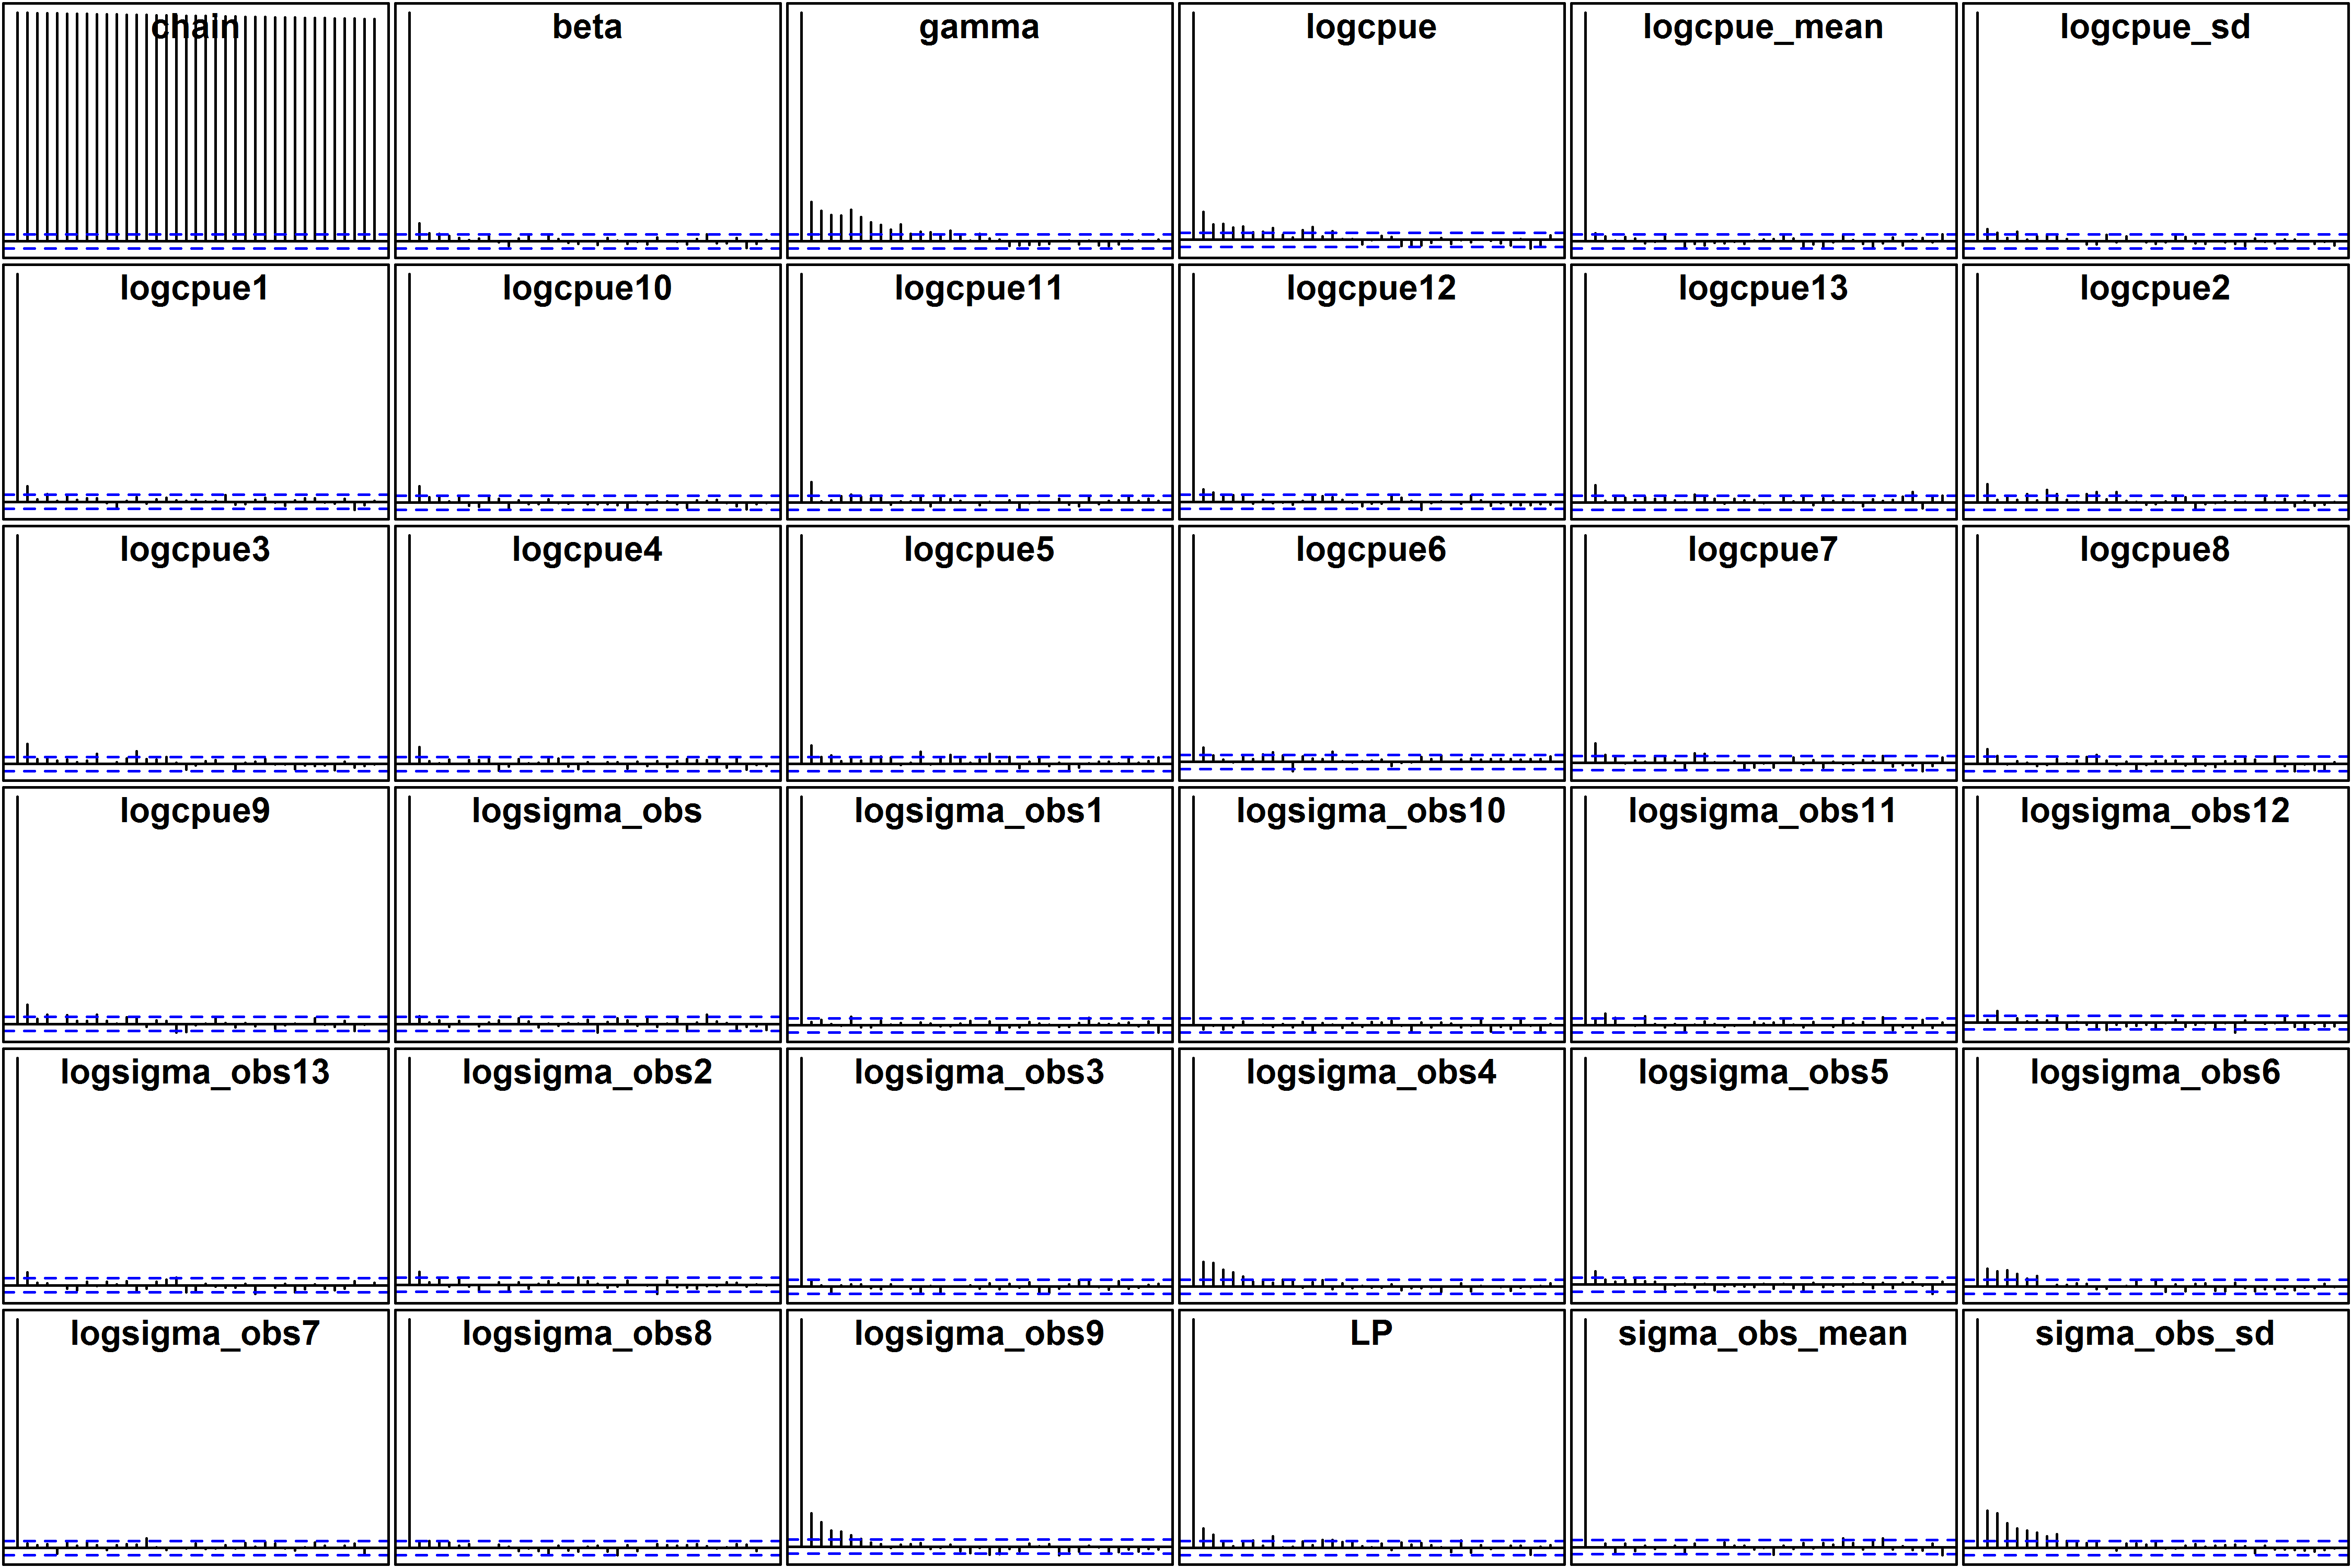 chain
beta
gamma
logcpue
logcpue_mean
logcpue_sd
logcpue1
logcpue10
logcpue11
logcpue12
logcpue13
logcpue2
logcpue3
logcpue4
logcpue5
logcpue6
logcpue7
logcpue8
logcpue9
logsigma_obs
logsigma_obs1
logsigma_obs10
logsigma_obs11
logsigma_obs12
logsigma_obs13
logsigma_obs2
logsigma_obs3
logsigma_obs4
logsigma_obs5
logsigma_obs6
logsigma_obs7
logsigma_obs8
logsigma_obs9
LP
sigma_obs_mean
sigma_obs_sd